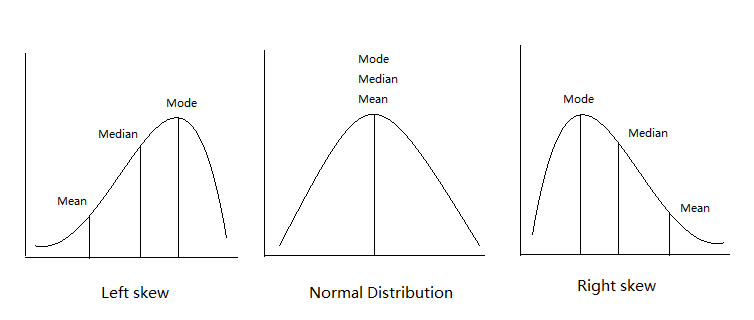 Mode
Median
Mean
Left skew
Mode
Median
Mean
Normal Distribution
Mode
Median
Mean
Right skew